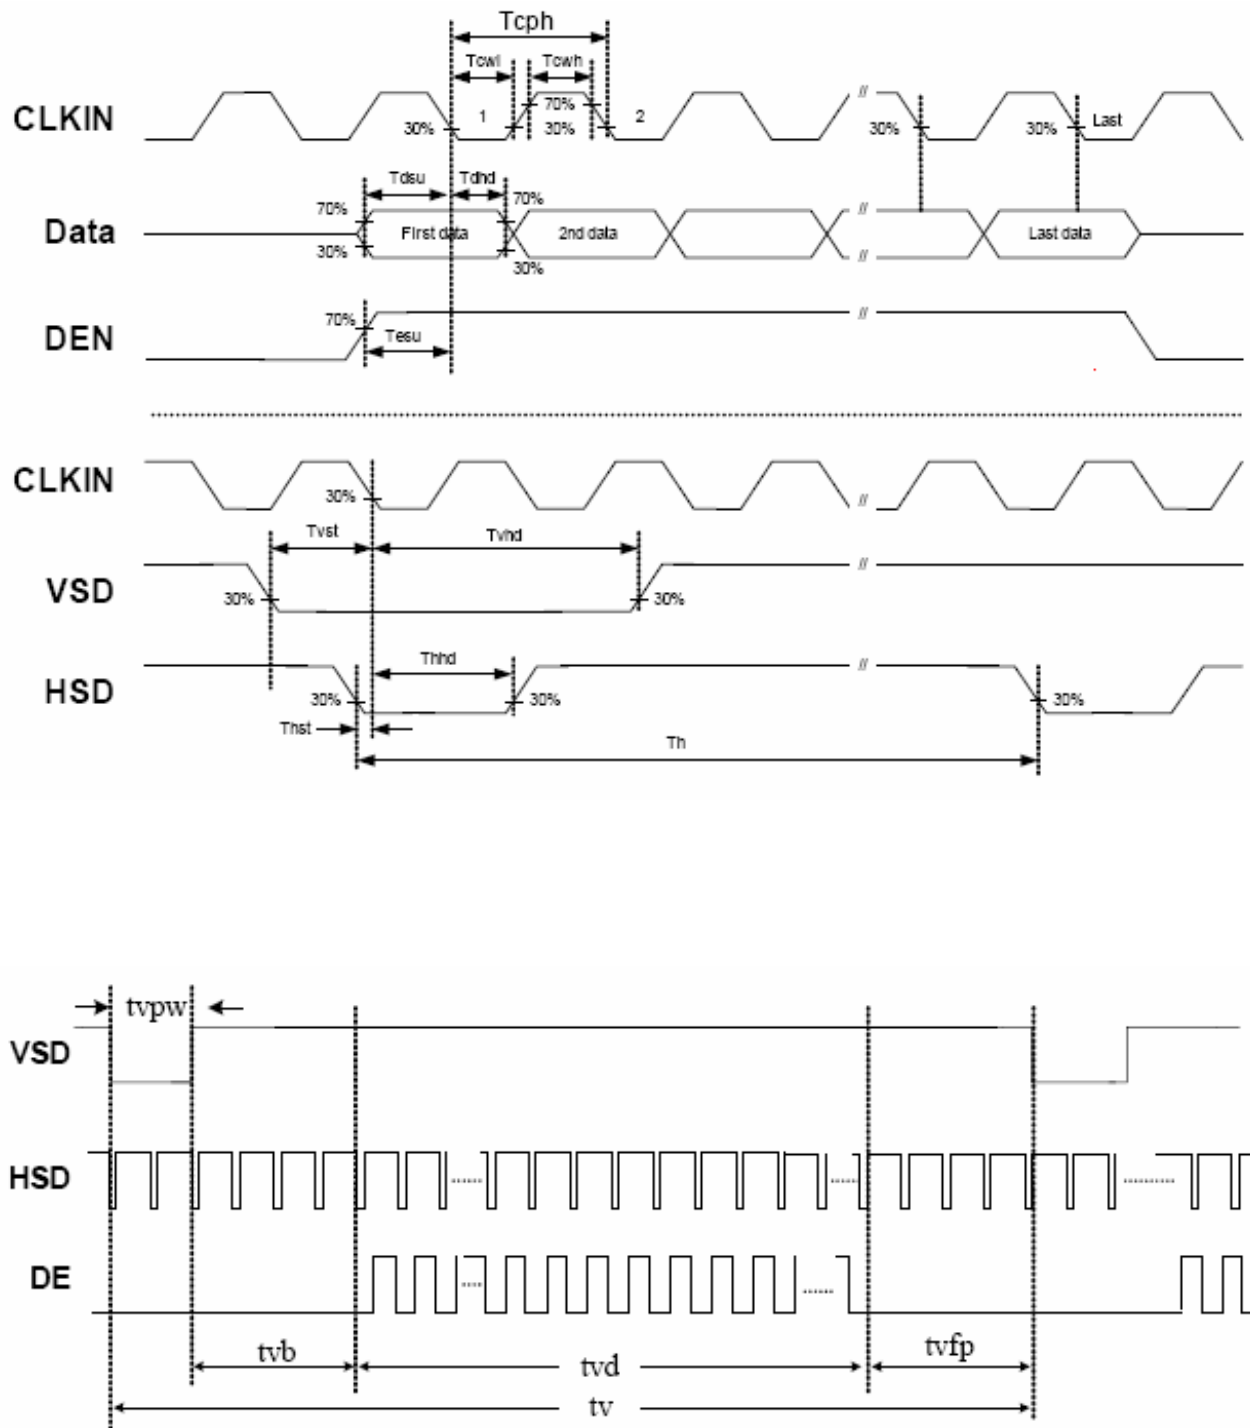 Tcph
Tcwl Tcwh
CLKIN 30% 1 70% 30% 2 // 30% 30% Last
Tdsu Tdhd
Data 70% 30% First data 70% 30% 2nd data // // Last data
DEN 70% Tesu //
CLKIN 30% //
Tvst Tvhd
VSD 30% 30% //
Thhd
HSD 30% 30% // 30%
Thst
Th
tvpw
VSD
HSD
DE
tvb tvd tvfp
tv